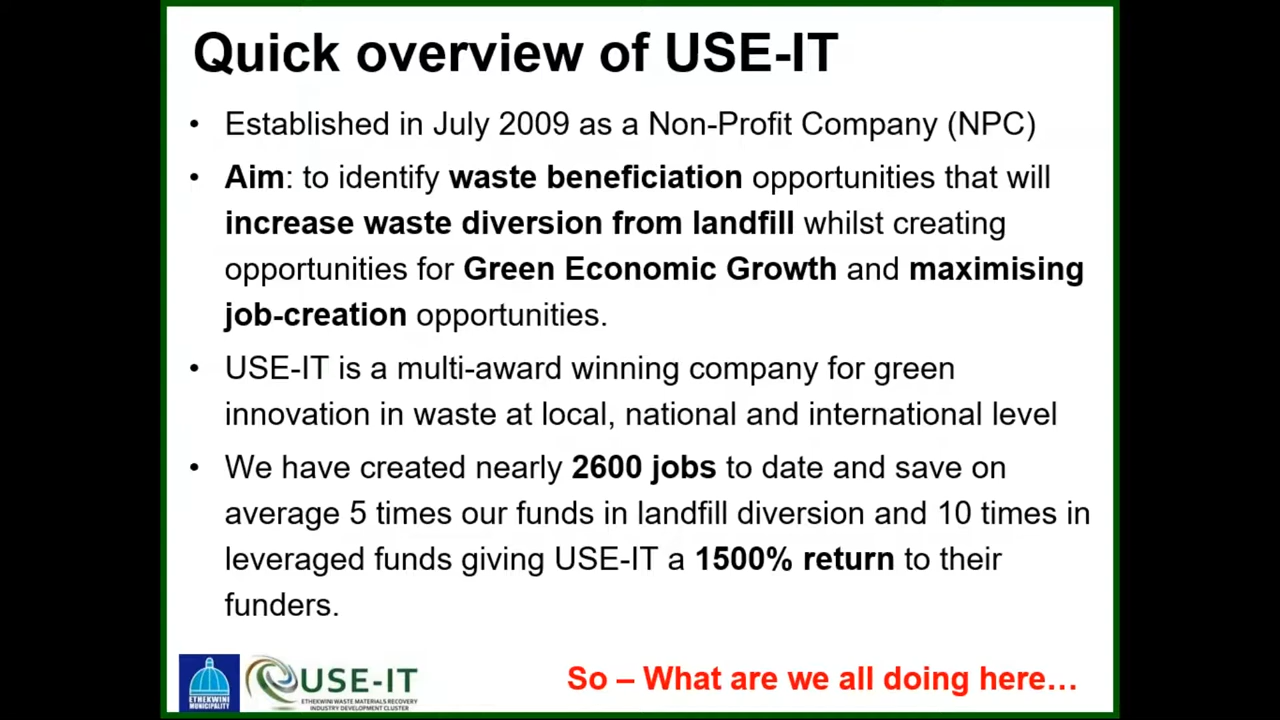 Quick overview of USE-IT
• Established in July 2009 as a Non-Profit Company (NPC)
• Aim: to identify waste beneficiation opportunities that will
increase waste diversion from landfill whilst creating
opportunities for Green Economic Growth and maximising
job-creation opportunities.
• USE-IT is a multi-award winning company for green
innovation in waste at local, national and international level
• We have created nearly 2600 jobs to date and save on
average 5 times our funds in landfill diversion and 10 times in
leveraged funds giving USE-IT a 1500% return to their
funders.
ETHEKWINI
MUNICIPALITY
USE-IT
ETHEKWINI WASTE MATERIALS RECOVERY
INDUSTRY DEVELOPMENT CLUSTER
So – What are we all doing here…